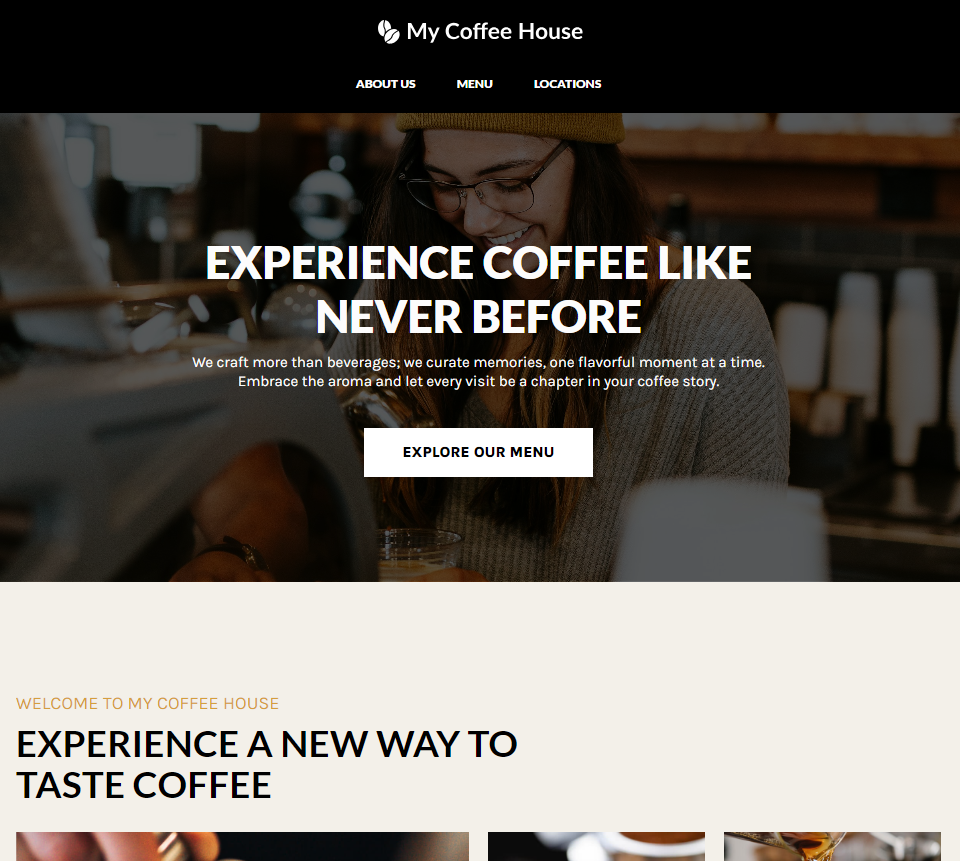 My Coffee House
ABOUT US MENU LOCATIONS
EXPERIENCE COFFEE LIKE
NEVER BEFORE
We craft more than beverages; we curate memories, one flavorful moment at a time.
Embrace the aroma and let every visit be a chapter in your coffee story.
EXPLORE OUR MENU
WELCOME TO MY COFFEE HOUSE
EXPERIENCE A NEW WAY TO
TASTE COFFEE